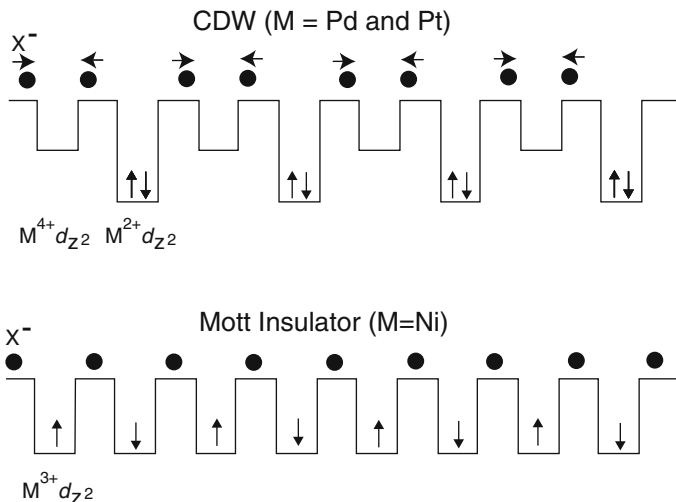 CDW (M = Pd and Pt)
X⁻
M⁴⁺d_z² M²⁺d_z²
Mott Insulator (M=Ni)
X⁻
M³⁺d_z²